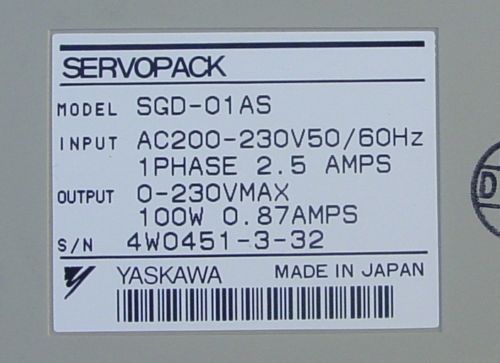 SERVOPACK
MODEL SGD-01AS
INPUT AC200-230V50/60Hz
1PHASE 2.5 AMPS
OUTPUT 0-230VMAX
100W 0.87AMPS
S/N 4W0451-3-32
YASKAWA MADE IN JAPAN
D